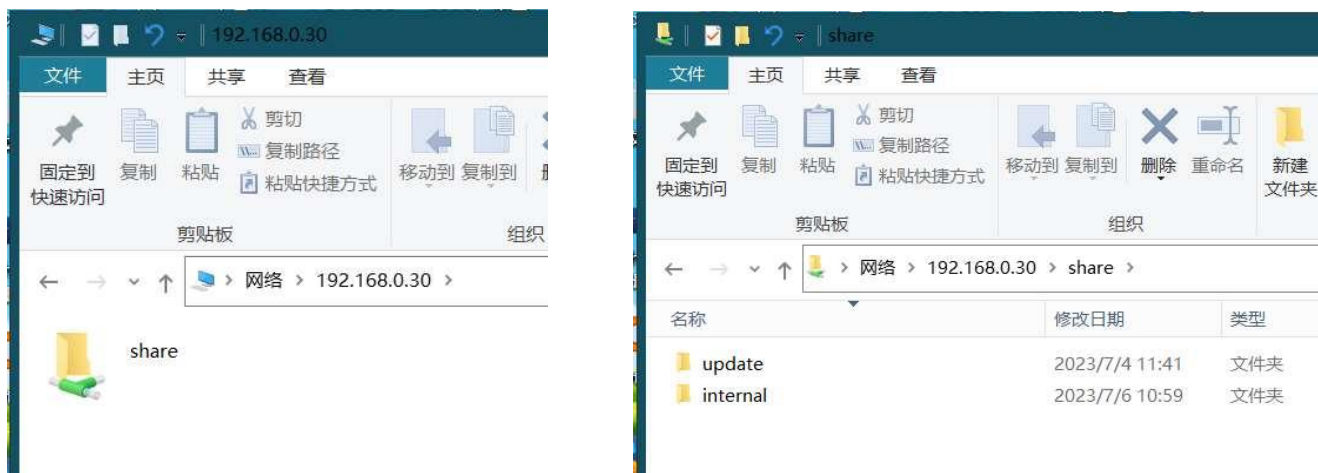 192.168.0.30
文件 主页 共享 查看
固定到
快速访问
复制
粘贴
剪切
复制路径
粘贴快捷方式
移动到 复制到
剪贴板
组织
网络 > 192.168.0.30 >
share
share
文件 主页 共享 查看
固定到
快速访问
复制
粘贴
剪切
复制路径
粘贴快捷方式
移动到 复制到 删除 重命名
新建
文件夹
剪贴板
组织
网络 > 192.168.0.30 > share >
名称 修改日期 类型
update 2023/7/4 11:41 文件夹
internal 2023/7/6 10:59 文件夹